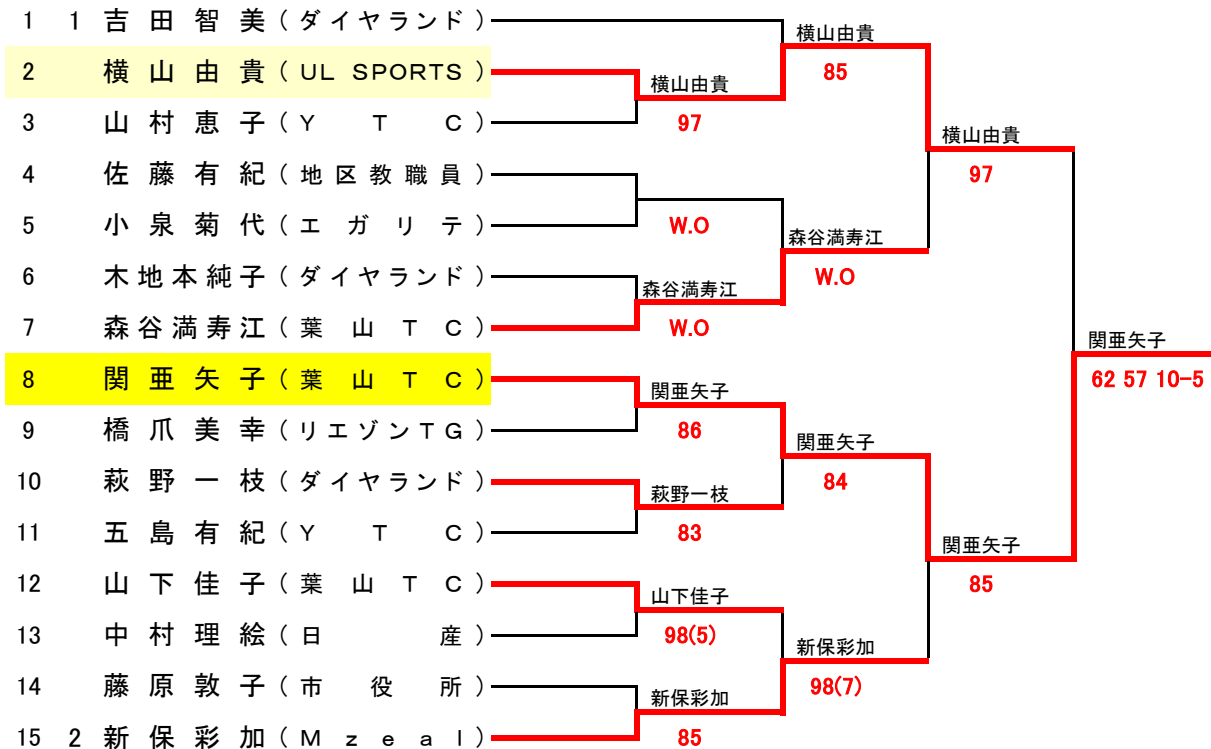 1 1 吉田智美(ダイヤランド)
横山由貴
2 横山由貴(UL SPORTS)
85
横山由貴
3 山村恵子(YTC)
97
横山由貴
4 佐藤有紀(地区教職員)
97
5 小泉菊代(エガリテ)
W.O
森谷満寿江
6 木地本純子(ダイヤランド)
W.O
森谷満寿江
7 森谷満寿江(葉山TC)
W.O
関亜矢子
8 関亜矢子(葉山TC)
62 57 10-5
関亜矢子
9 橋爪美幸(リエゾンTG)
86
関亜矢子
10 萩野一枝(ダイヤランド)
84
萩野一枝
11 五島有紀(YTC)
83
関亜矢子
12 山下佳子(葉山TC)
85
山下佳子
13 中村理絵(日産)
98(5)
新保彩加
14 藤原敦子(市役所)
98(7)
新保彩加
15 2 新保彩加(Mzeal)
85